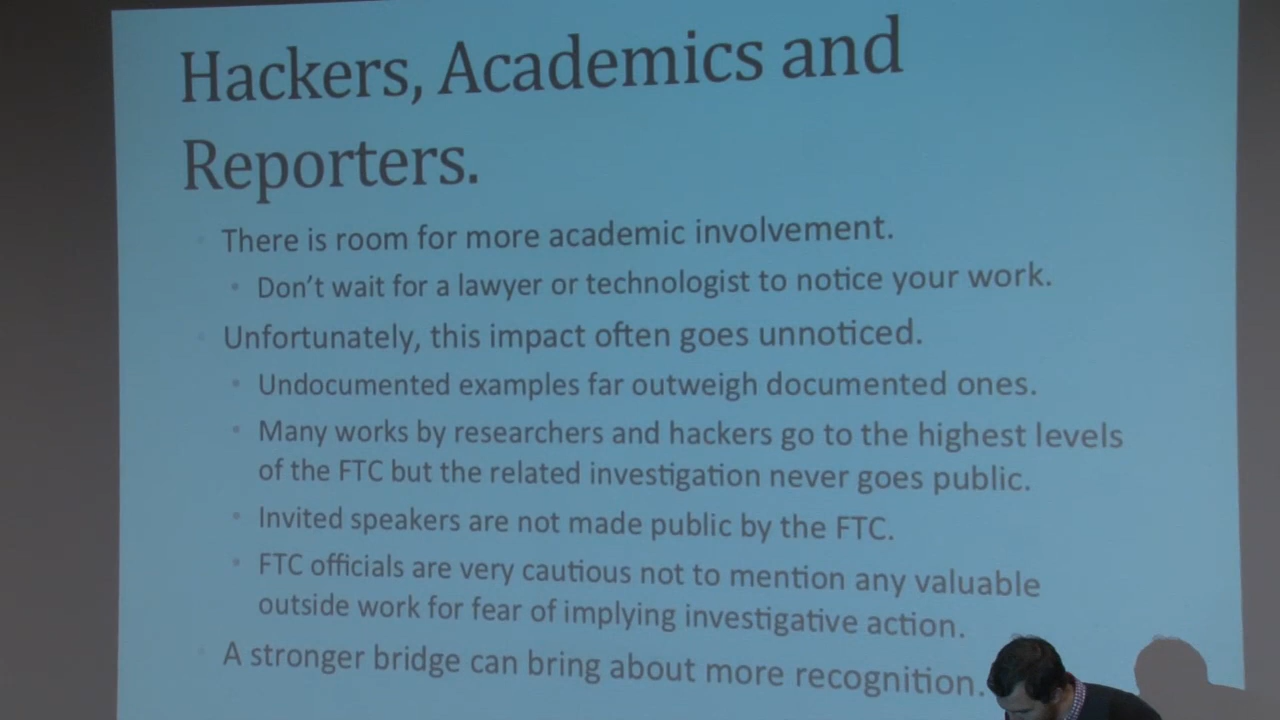 Hackers, Academics and
Reporters.
There is room for more academic involvement.
Don't wait for a lawyer or technologist to notice your work.
Unfortunately, this impact often goes unnoticed.
Undocumented examples far outweigh documented ones.
Many works by researchers and hackers go to the highest levels
of the FTC but the related investigation never goes public.
Invited speakers are not made public by the FTC.
FTC officials are very cautious not to mention any valuable
outside work for fear of implying investigative action.
A stronger bridge can bring about more recognition.